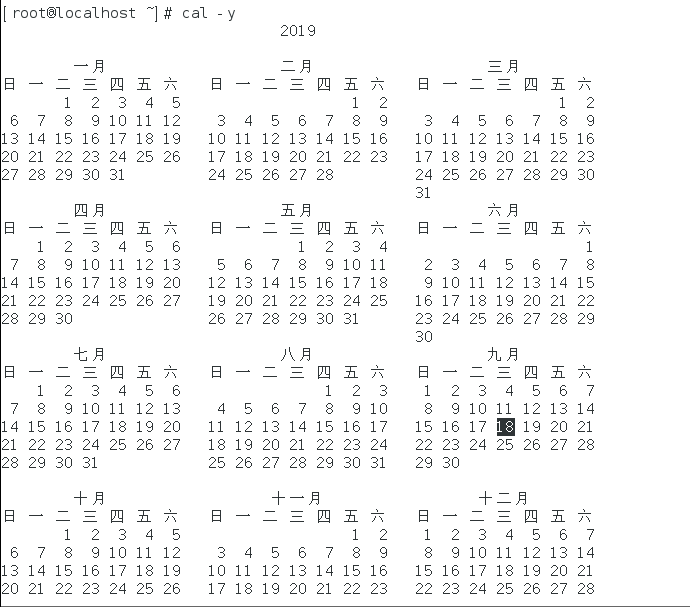 [root@localhost ~]# cal -y
2019
一月 二月 三月
日 一 二 三 四 五 六 日 一 二 三 四 五 六 日 一 二 三 四 五 六
1 2 3 4 5 1 2 1 2
6 7 8 9 10 11 12 3 4 5 6 7 8 9 3 4 5 6 7 8 9
13 14 15 16 17 18 19 10 11 12 13 14 15 16 10 11 12 13 14 15 16
20 21 22 23 24 25 26 17 18 19 20 21 22 23 17 18 19 20 21 22 23
27 28 29 30 31 24 25 26 27 28 24 25 26 27 28 29 30
31
四月 五月 六月
日 一 二 三 四 五 六 日 一 二 三 四 五 六 日 一 二 三 四 五 六
1 2 3 4 5 6 1 2 3 4 1
7 8 9 10 11 12 13 5 6 7 8 9 10 11 2 3 4 5 6 7 8
14 15 16 17 18 19 20 12 13 14 15 16 17 18 9 10 11 12 13 14 15
21 22 23 24 25 26 27 19 20 21 22 23 24 25 16 17 18 19 20 21 22
28 29 30 26 27 28 29 30 31 23 24 25 26 27 28 29
30
七月 八月 九月
日 一 二 三 四 五 六 日 一 二 三 四 五 六 日 一 二 三 四 五 六
1 2 3 4 5 6 1 2 3 1 2 3 4 5 6 7
7 8 9 10 11 12 13 4 5 6 7 8 9 10 8 9 10 11 12 13 14
14 15 16 17 18 19 20 11 12 13 14 15 16 17 15 16 17 18 19 20 21
21 22 23 24 25 26 27 18 19 20 21 22 23 24 22 23 24 25 26 27 28
28 29 30 31 25 26 27 28 29 30 31 29 30
十月 十一月 十二月
日 一 二 三 四 五 六 日 一 二 三 四 五 六 日 一 二 三 四 五 六
1 2 3 4 5 1 2 1 2 3 4 5 6 7
6 7 8 9 10 11 12 3 4 5 6 7 8 9 8 9 10 11 12 13 14
13 14 15 16 17 18 19 10 11 12 13 14 15 16 15 16 17 18 19 20 21
20 21 22 23 24 25 26 17 18 19 20 21 22 23 22 23 24 25 26 27 28